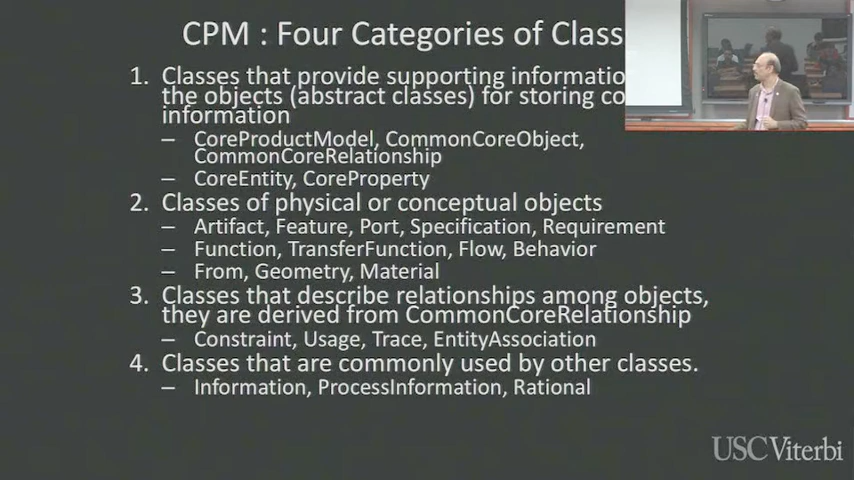 CPM : Four Categories of Class
1. Classes that provide supporting informatio
the objects (abstract classes) for storing co
information
– CoreProductModel, CommonCoreObject,
CommonCoreRelationship
– CoreEntity, CoreProperty
2. Classes of physical or conceptual objects
– Artifact, Feature, Port, Specification, Requirement
– Function, TransferFunction, Flow, Behavior
– From, Geometry, Material
3. Classes that describe relationships among objects,
they are derived from CommonCoreRelationship
– Constraint, Usage, Trace, EntityAssociation
4. Classes that are commonly used by other classes.
– Information, ProcessInformation, Rational
USC Viterbi